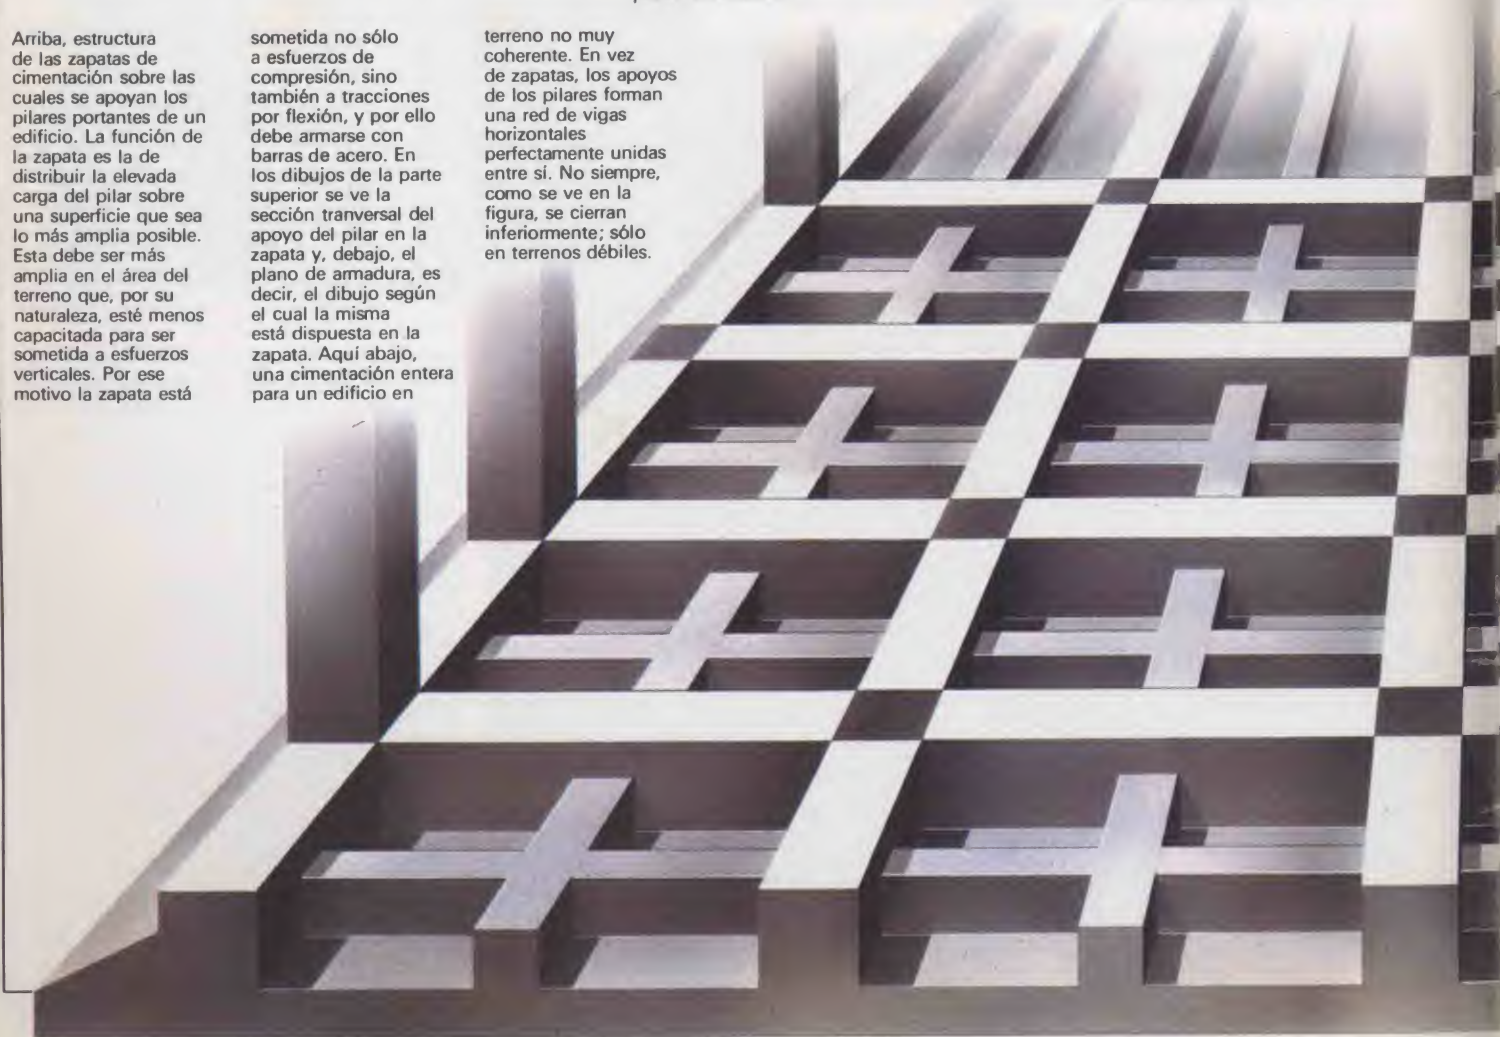 Arriba, estructura
de las zapatas de
cimentación sobre las
cuales se apoyan los
pilares portantes de un
edificio. La función de
la zapata es la de
distribuir la elevada
carga del pilar sobre
una superficie que sea
lo más amplia posible.
Esta debe ser más
amplia en el área del
terreno que, por su
naturaleza, esté menos
capacitada para ser
sometida a esfuerzos
verticales. Por ese
motivo la zapata está
sometida no sólo
a esfuerzos de
compresión, sino
también a tracciones
por flexión, y por ello
debe armarse con
barras de acero. En
los dibujos de la parte
superior se ve la
sección tranversal del
apoyo del pilar en la
zapata y, debajo, el
plano de armadura, es
decir, el dibujo según
el cual la misma
está dispuesta en la
zapata. Aquí abajo,
una cimentación entera
para un edificio en
terreno no muy
coherente. En vez
de zapatas, los apoyos
de los pilares forman
una red de vigas
horizontales
perfectamente unidas
entre sí. No siempre,
como se ve en la
figura, se cierran
inferiormente; sólo
en terrenos débiles.